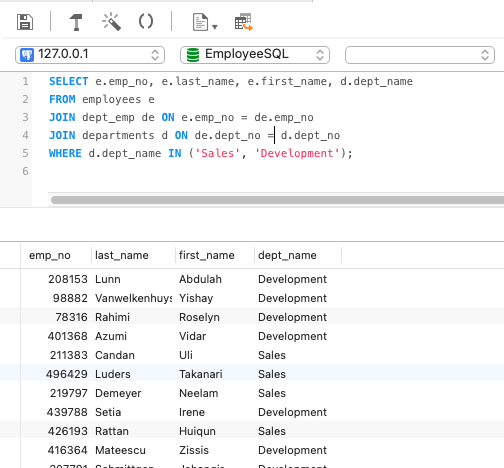 127.0.0.1 EmployeeSQL
1 SELECT e.emp_no, e.last_name, e.first_name, d.dept_name
2 FROM employees e
3 JOIN dept_emp de ON e.emp_no = de.emp_no
4 JOIN departments d ON de.dept_no = d.dept_no
5 WHERE d.dept_name IN ('Sales', 'Development');
6
emp_no last_name first_name dept_name
208153 Lunn Abdulah Development
98882 Vanwelkenhuys Yishay Development
78316 Rahimi Roselyn Development
401368 Azumi Vidar Development
211383 Candan Uli Sales
496429 Luders Takanari Sales
219797 Demeyer Neelam Sales
439788 Setia Irene Development
426193 Rattan Huiqun Sales
416364 Mateescu Zissis Development